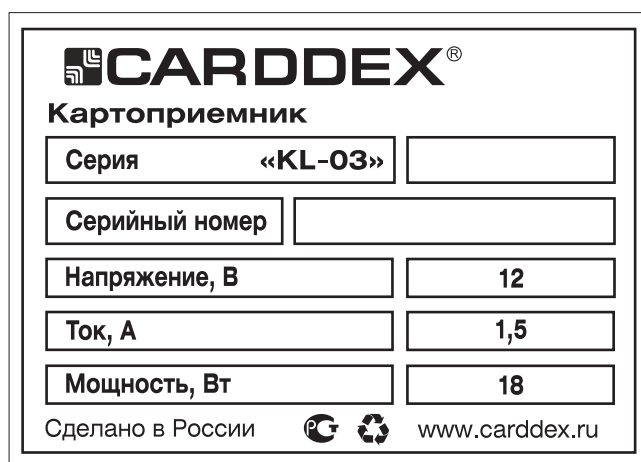 CARDDEX®
Картоприемник
Серия «KL-03»
Серийный номер
Напряжение, В 12
Ток, А 1,5
Мощность, Вт 18
Сделано в России РСТ www.carddex.ru